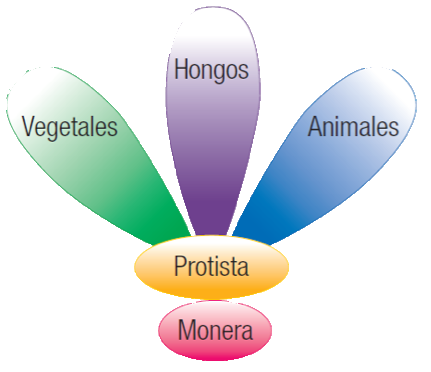 Hongos
Vegetales
Animales
Protista
Monera